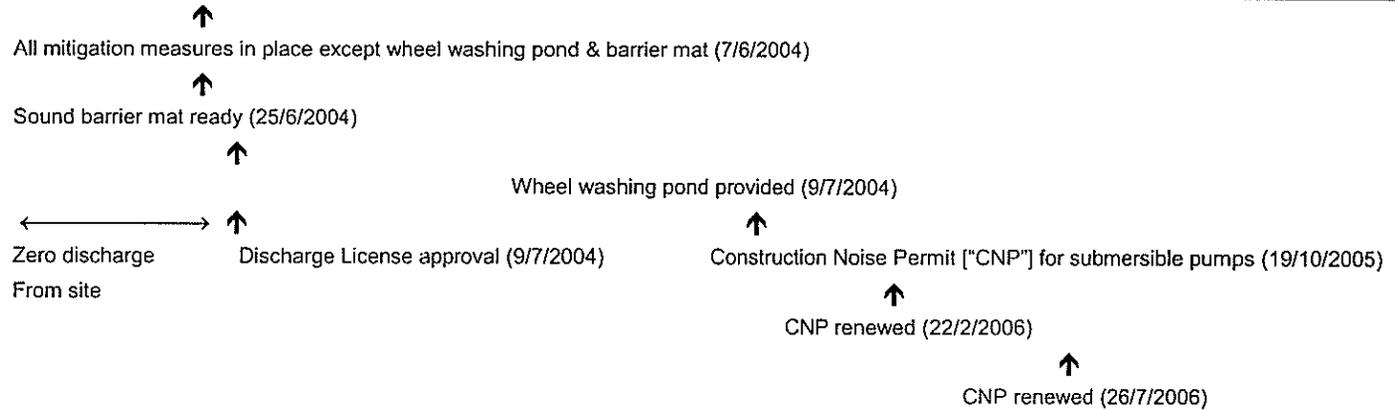 All mitigation measures in place except wheel washing pond & barrier mat (7/6/2004)
Sound barrier mat ready (25/6/2004)
Wheel washing pond provided (9/7/2004)
Zero discharge
From site
Discharge License approval (9/7/2004)
Construction Noise Permit ["CNP"] for submersible pumps (19/10/2005)
CNP renewed (22/2/2006)
CNP renewed (26/7/2006)